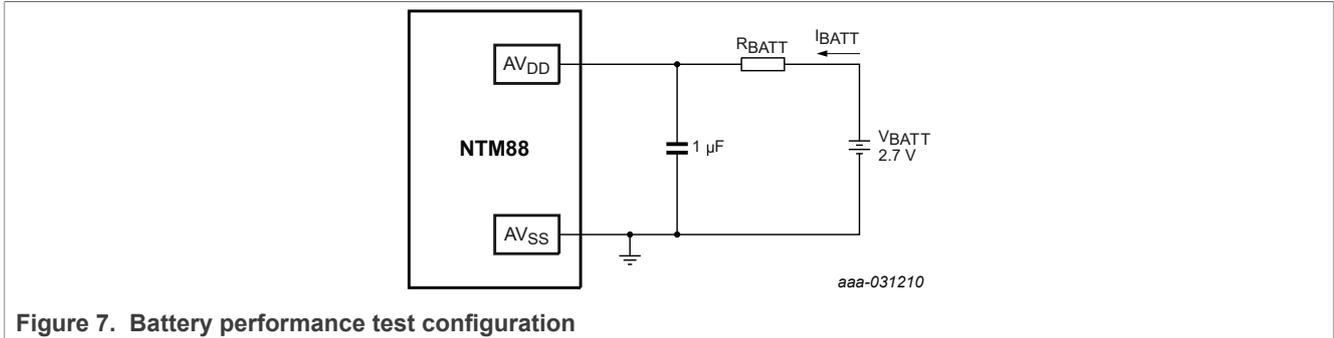 AVDD
NTM88
AVSS
RBATT
IBATT
1 µF
VBATT
2.7 V
aaa-031210
Figure 7. Battery performance test configuration